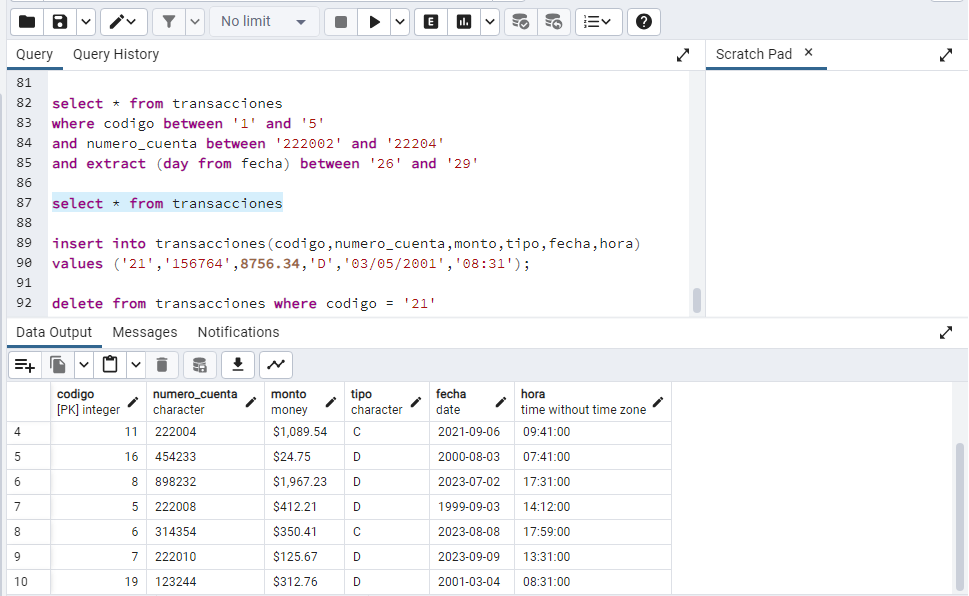 No limit
E
Query Query History Scratch Pad ×
81
82 select * from transacciones
83 where codigo between '1' and '5'
84 and numero_cuenta between '222002' and '22204'
85 and extract (day from fecha) between '26' and '29'
86
87 select * from transacciones
88
89 insert into transacciones(codigo,numero_cuenta,monto,tipo,fecha,hora)
90 values ('21','156764',8756.34,'D','03/05/2001','08:31');
91
92 delete from transacciones where codigo = '21'
Data Output Messages Notifications
codigo numero_cuenta monto tipo fecha hora
[PK] integer character money character date time without time zone
4 11 222004 $1,089.54 C 2021-09-06 09:41:00
5 16 454233 $24.75 D 2000-08-03 07:41:00
6 8 898232 $1,967.23 D 2023-07-02 17:31:00
7 5 222008 $412.21 D 1999-09-03 14:12:00
8 6 314354 $350.41 C 2023-08-08 17:59:00
9 7 222010 $125.67 D 2023-09-09 13:31:00
10 19 123244 $312.76 D 2001-03-04 08:31:00